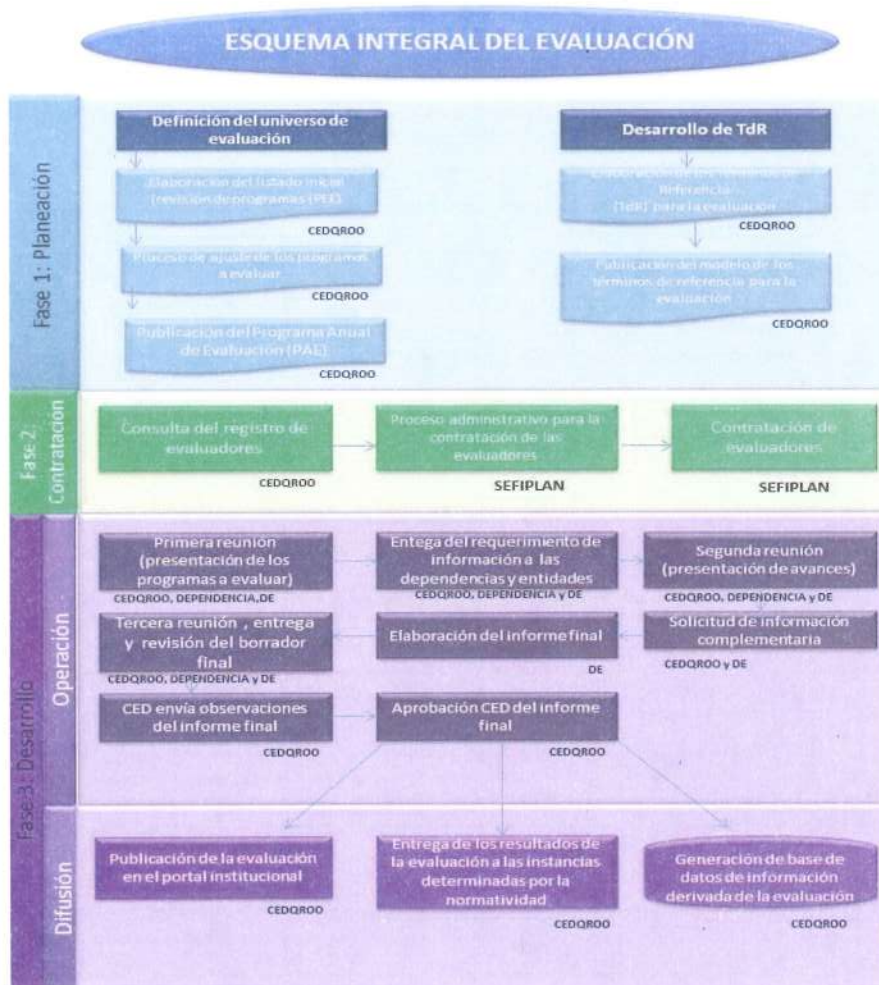 ESQUEMA INTEGRAL DEL EVALUACIÓN
Fase 1: Planeación
Definición del universo de
evaluación
Elaboración del listado inicial
(revisión de programas (PEE)
CEDQROO
Proceso de ajuste de los programas
a evaluar
CEDQROO
Publicación del Programa Anual
de Evaluación (PAE)
CEDQROO
Desarrollo de TdR
Elaboración de los
Referencia
(TdR) para la evaluación
CEDQROO
Publicación del modelo de los
términos de referencia para la
evaluación
CEDQROO
Fase 2
Contratación
Consulta del registro de
evaluadores
CEDQROO
Proceso administrativo para la
contratación de las
evaluadores
SEFIPLAN
Contratación de
evaluadores
SEFIPLAN
Fase 3: Desarrollo
Operación
Primera reunión
(presentación de los
programas a evaluar)
CEDQROO, DEPENDENCIA,DE
Entega del requerimiento de
información a las
dependencias y entidades
CEDQROO, DEPENDENCIA y DE
Segunda reunión
(presentación de avances)
CEDQROO, DEPENDENCIA y DE
Tercera reunión , entrega
y revisión del borrador
final
CEDQROO, DEPENDENCIA y DE
Elaboración del informe final
DE
Solicitud de información
complementaria
CEDQROO y DE
CED envía observaciones
del informe final
CEDQROO
Aprobación CED del informe
final
CEDQROO
Difusión
Publicación de la evaluación
en el portal institucional
CEDQROO
Entrega de los resultados de
la evaluación a las instancias
determinadas por la
normatividad
CEDQROO
Generación de base de
datos de información
derivada de la evaluación
CEDQROO